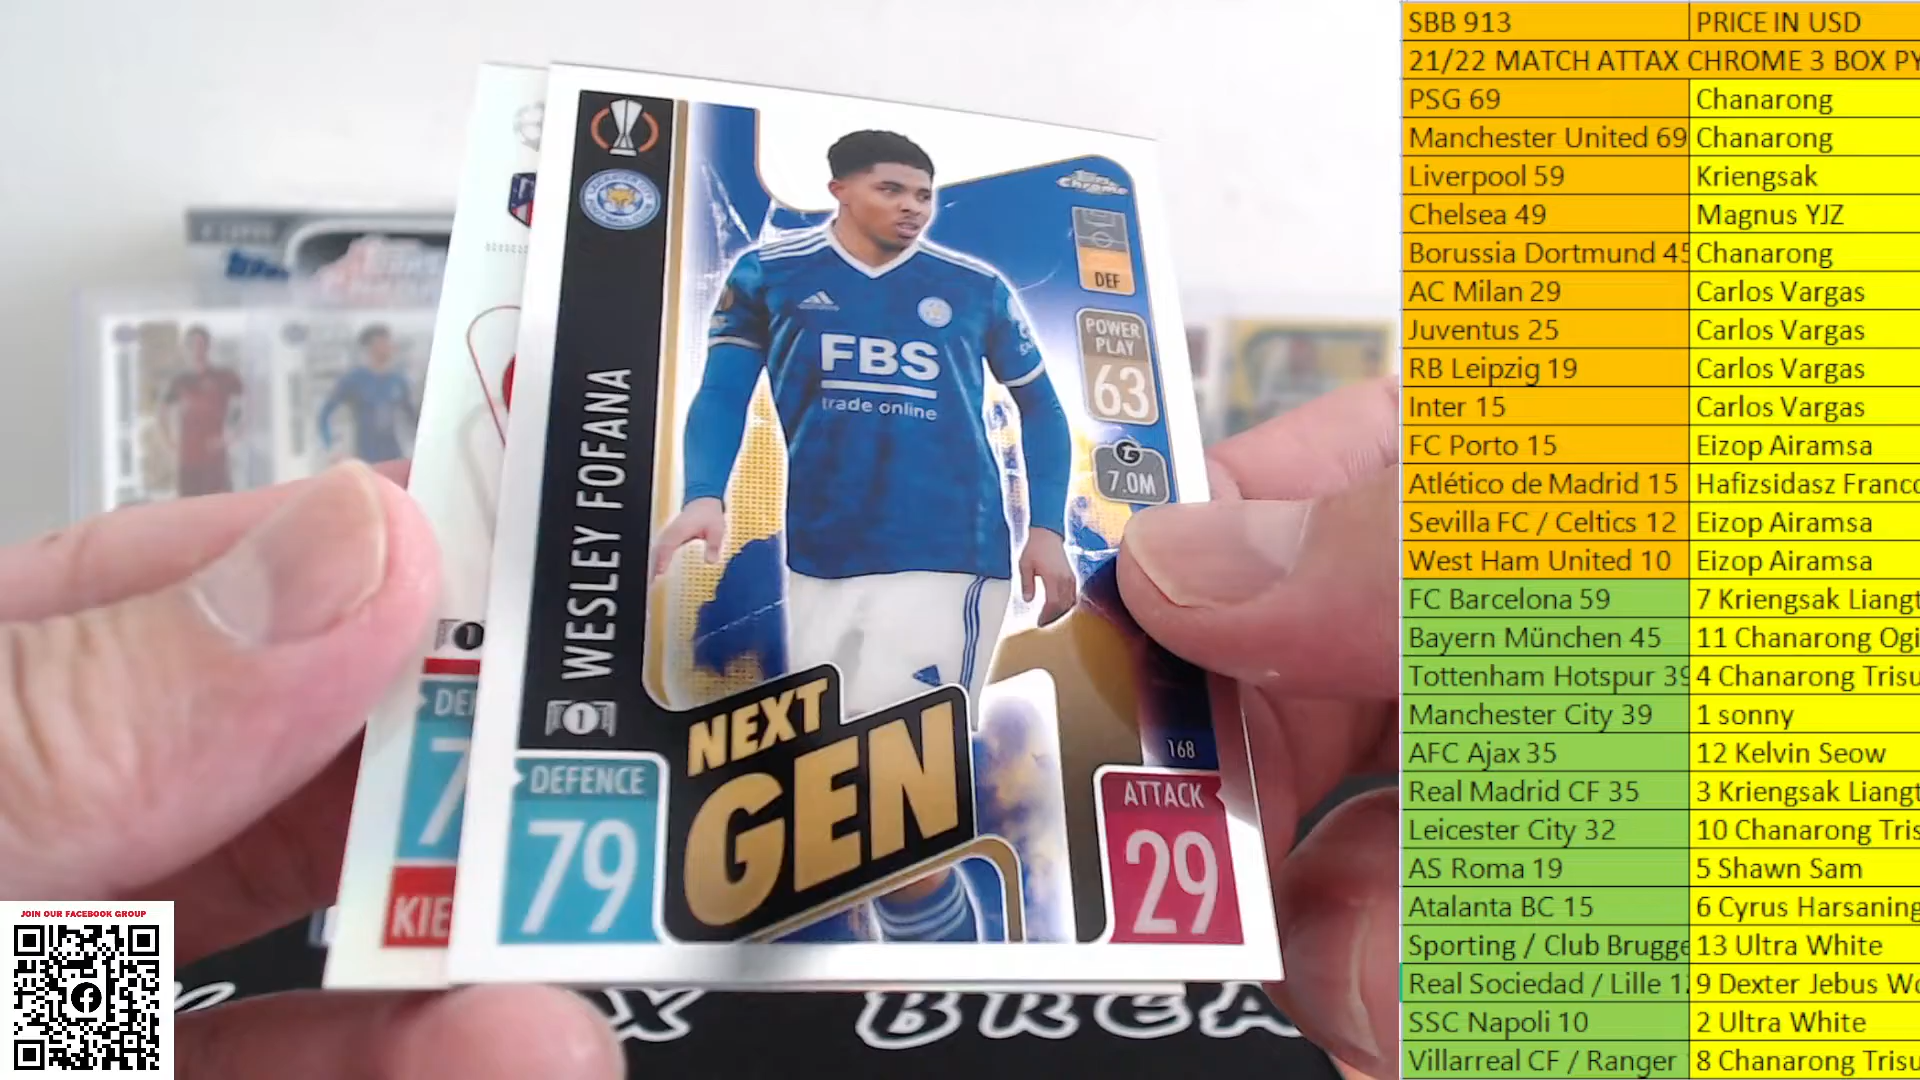 SBB 913 PRICE IN USD
21/22 MATCH ATTAX CHROME 3 BOX PY
PSG 69 Chanarong
Manchester United 69 Chanarong
Liverpool 59 Kriengsak
Chelsea 49 Magnus YJZ
Borussia Dortmund 45 Chanarong
AC Milan 29 Carlos Vargas
Juventus 25 Carlos Vargas
RB Leipzig 19 Carlos Vargas
Inter 15 Carlos Vargas
FC Porto 15 Eizop Airamsa
Atlético de Madrid 15 Hafizsidasz Franco
Sevilla FC / Celtics 12 Eizop Airamsa
West Ham United 10 Eizop Airamsa
FC Barcelona 59 7 Kriengsak Liangt
Bayern München 45 11 Chanarong Ogi
Tottenham Hotspur 39 4 Chanarong Trisu
Manchester City 39 1 sonny
AFC Ajax 35 12 Kelvin Seow
Real Madrid CF 35 3 Kriengsak Liangt
Leicester City 32 10 Chanarong Tris
AS Roma 19 5 Shawn Sam
Atalanta BC 15 6 Cyrus Harsaning
Sporting / Club Brugge 13 Ultra White
Real Sociedad / Lille 12 9 Dexter Jebus Wo
SSC Napoli 10 2 Ultra White
Villarreal CF / Ranger 8 Chanarong Trisu
Topps
Chrome
DEF
POWER
PLAY
63
7.0M
FBS
trade online
WESLEY FOFANA
1
NEXT
GEN
168
DEFENCE
79
ATTACK
29
1
DEF
7
KIE
JOIN OUR FACEBOOK GROUP
X BREA